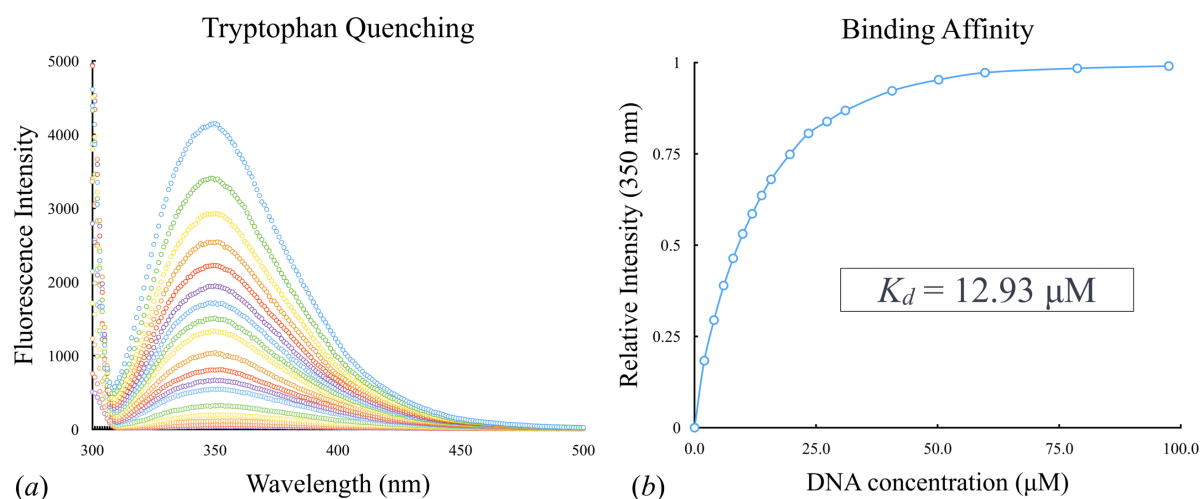 Tryptophan Quenching
Fluorescence Intensity
5000
4000
3000
2000
1000
0
300
350
400
450
500
Wavelength (nm)
(a)
Binding Affinity
Relative Intensity (350 nm)
1
0.75
0.5
0.25
0
0.0
25.0
50.0
75.0
100.0
Kd = 12.93 μM
DNA concentration (μM)
(b)